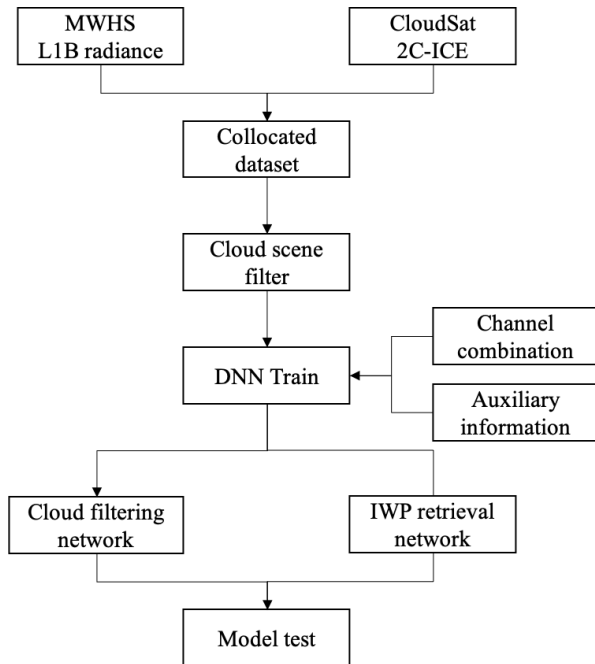 MWHS
L1B radiance
CloudSat
2C-ICE
Collocated
dataset
Cloud scene
filter
Channel
combination
DNN Train
Auxiliary
information
Cloud filtering
network
IWP retrieval
network
Model test